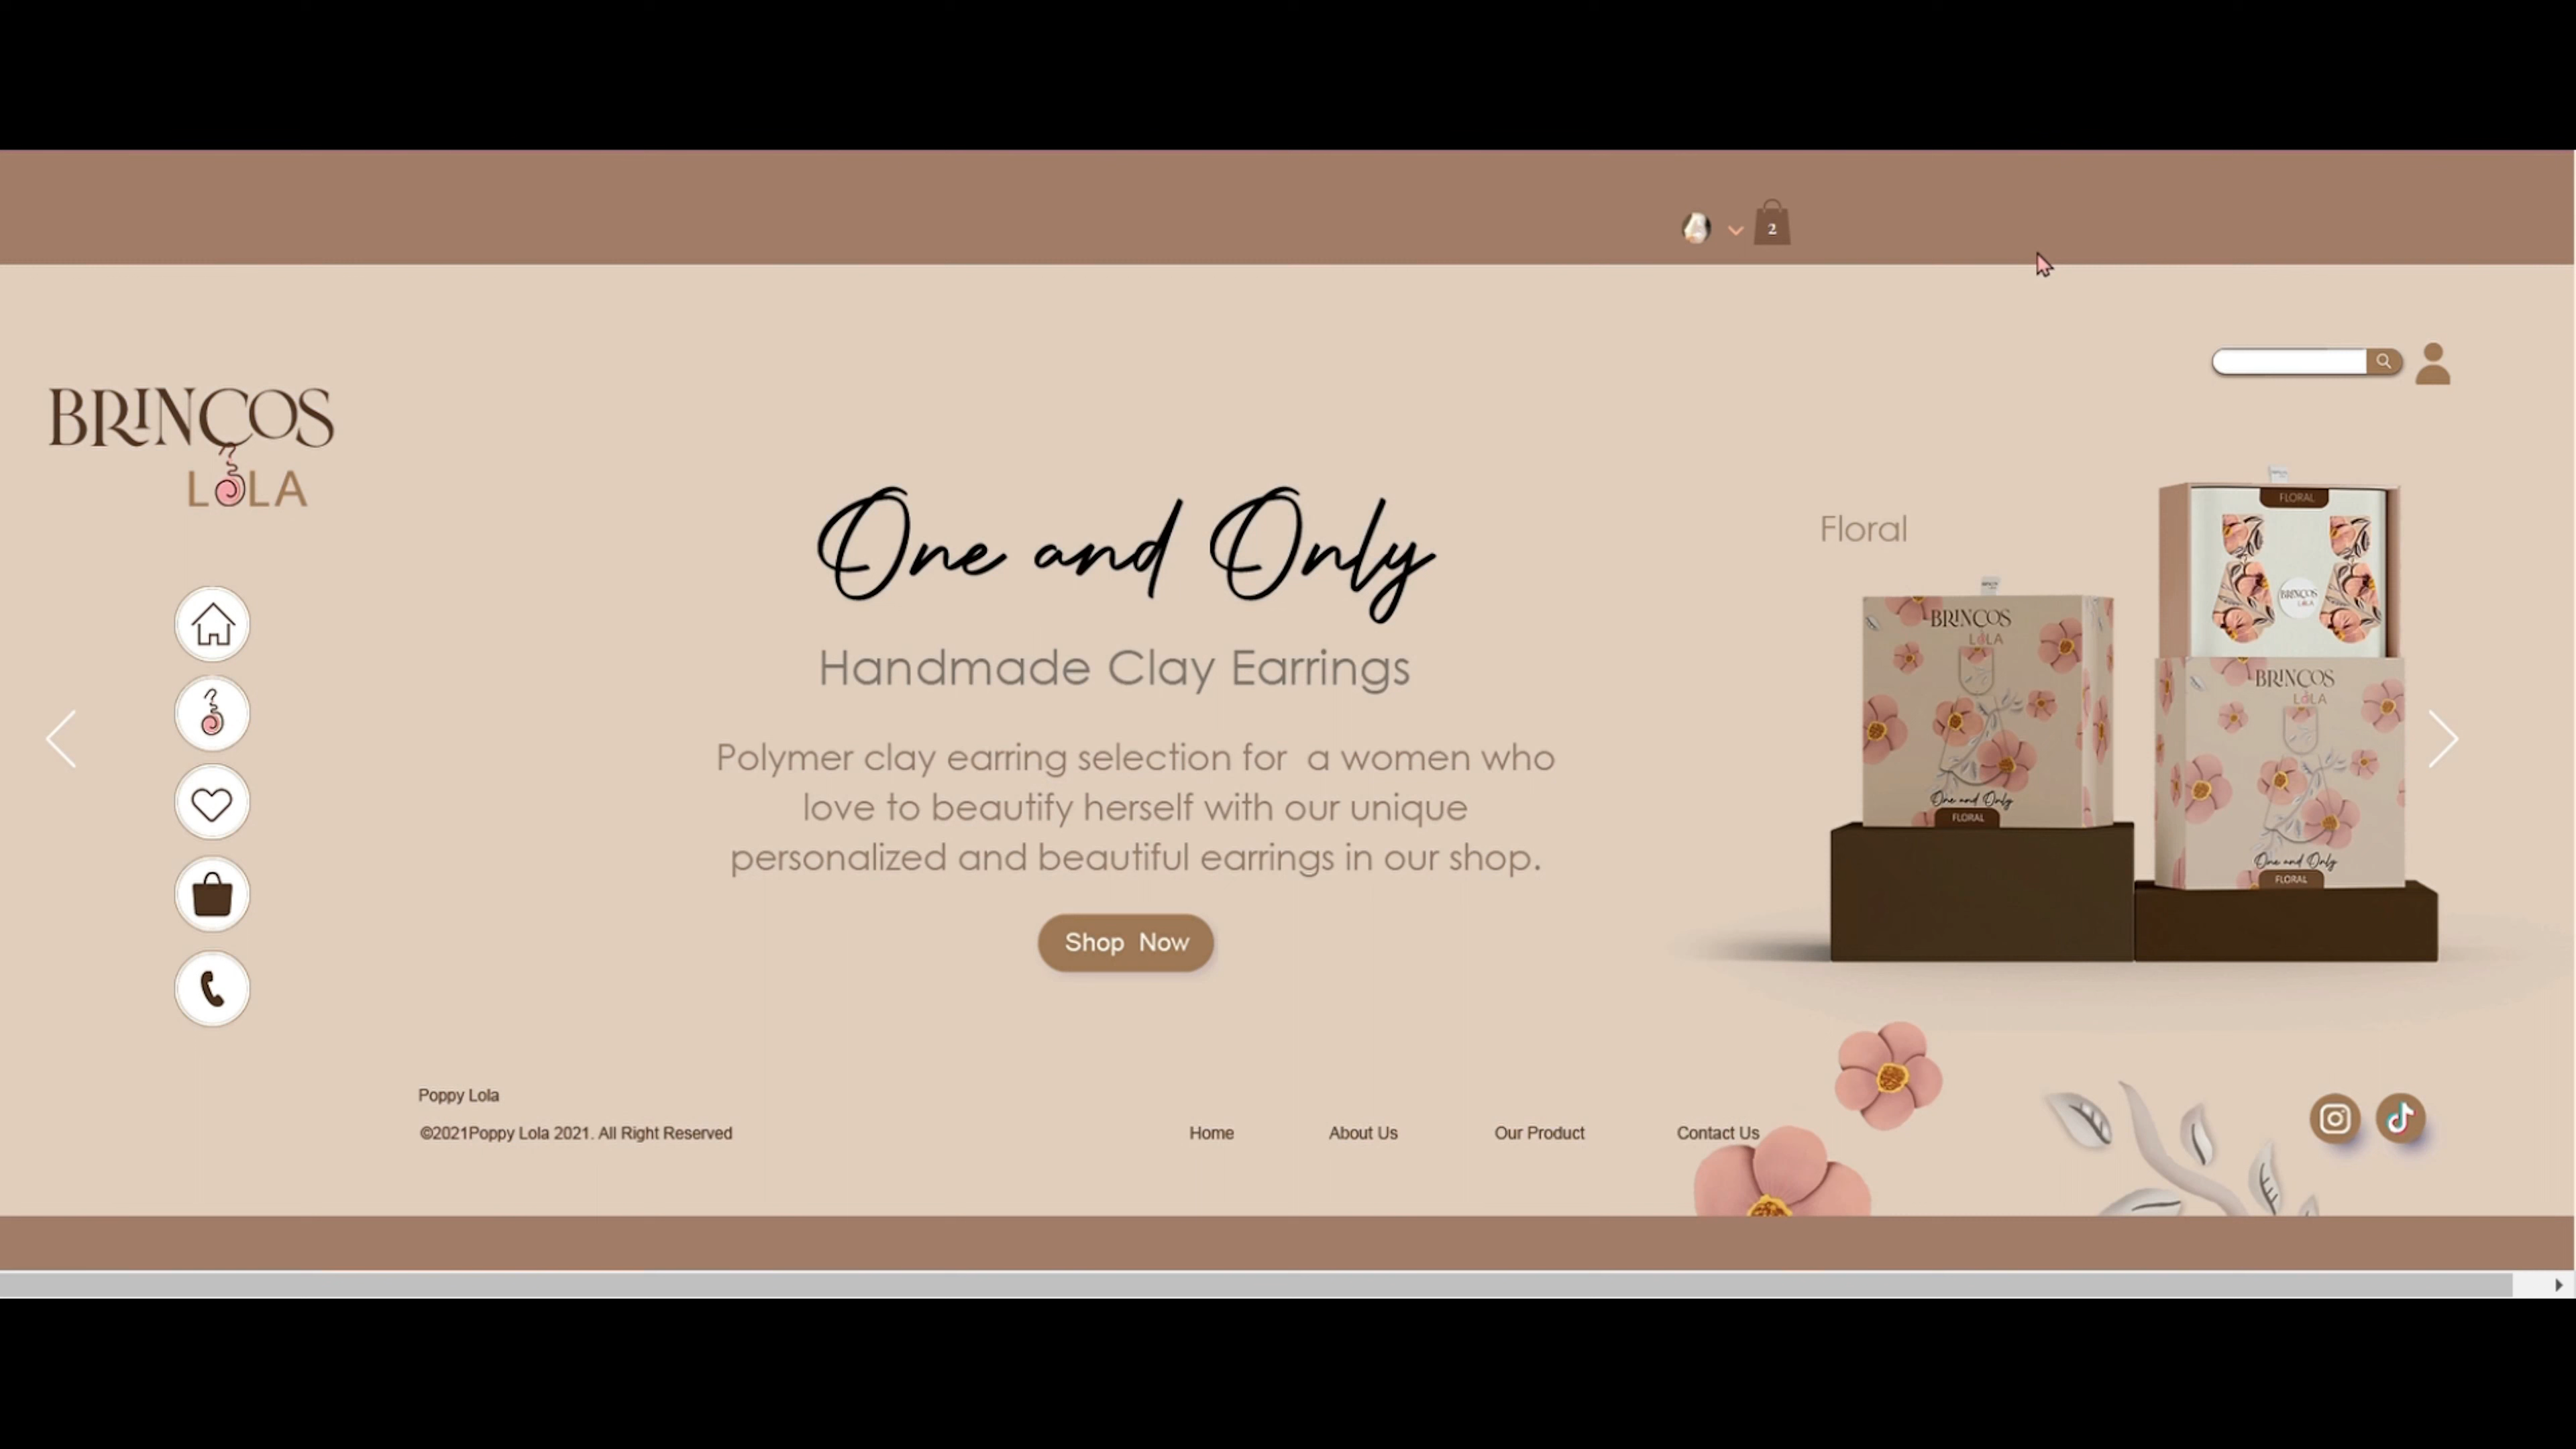 2
BRINCOS
LOLA
One and Only
Handmade Clay Earrings
Polymer clay earring selection for a women who
love to beautify herself with our unique
personalized and beautiful earrings in our shop.
Shop Now
Floral
FLORAL
BRINCOS
LOLA
BRINCOS
LOLA
One and Only
FLORAL
BRINCOS
LOLA
One and Only
FLORAL
Poppy Lola
©2021Poppy Lola 2021. All Right Reserved
Home
About Us
Our Product
Contact Us